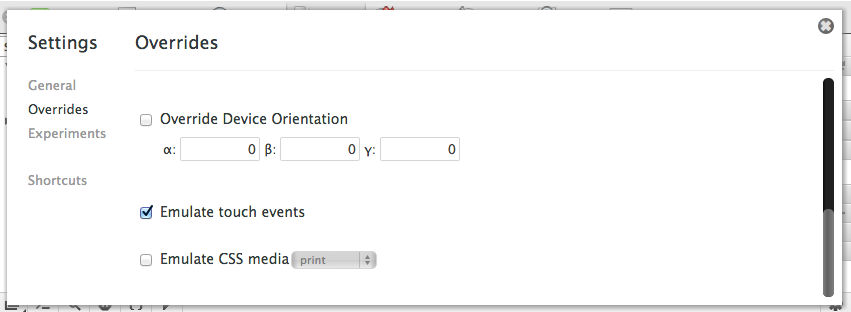 Settings
Overrides
General
Overrides
Experiments
Shortcuts
Override Device Orientation
α: 0 β: 0 γ: 0
Emulate touch events
Emulate CSS media print